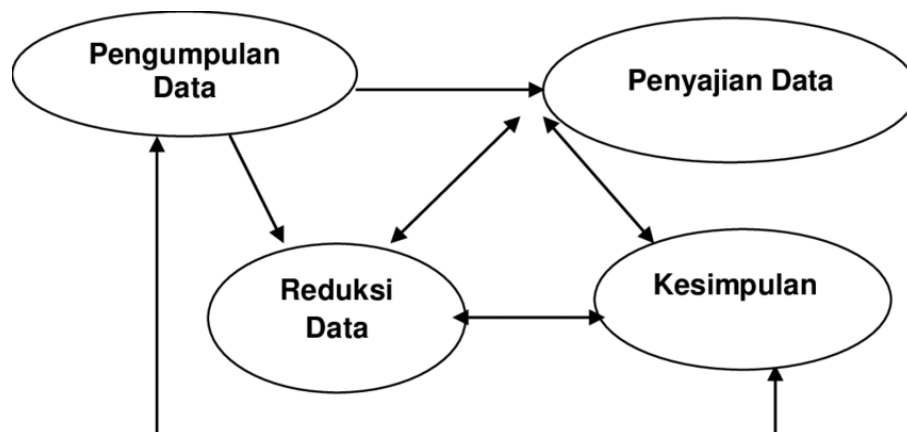 Pengumpulan
Data
Penyajian Data
Reduksi
Data
Kesimpulan